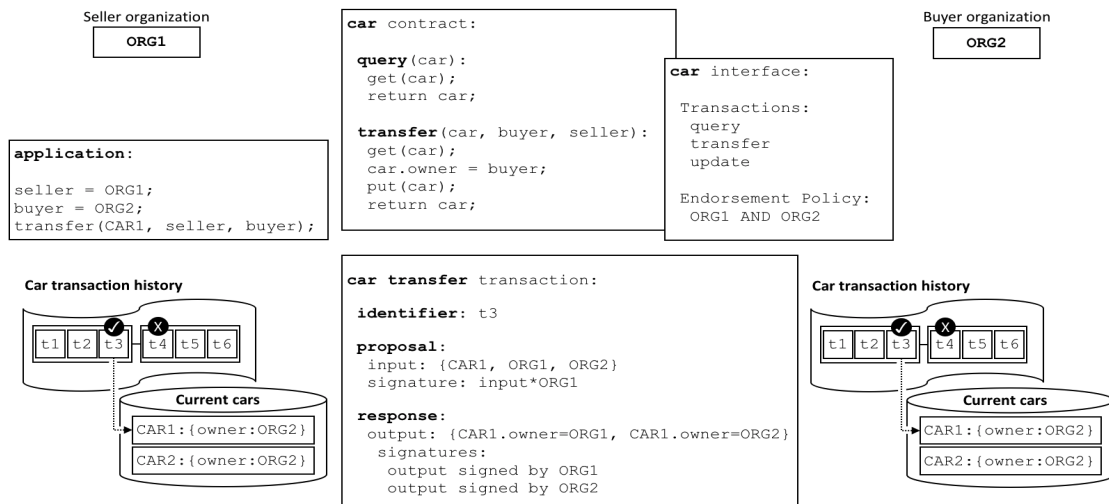 Seller organization
ORG1
car contract:
query(car):
get(car);
return car;
transfer(car, buyer, seller):
get(car);
car.owner = buyer;
put(car);
return car;
car interface:
Transactions:
query
transfer
update
Endorsement Policy:
ORG1 AND ORG2
Buyer organization
ORG2
application:
seller = ORG1;
buyer = ORG2;
transfer(CAR1, seller, buyer);
Car transaction history
t1 t2 t3 t4 t5 t6
X
Current cars
CAR1:{owner:ORG2}
CAR2:{owner:ORG2}
car transfer transaction:
identifier: t3
proposal:
input: {CAR1, ORG1, ORG2}
signature: input*ORG1
response:
output: {CAR1.owner=ORG1, CAR1.owner=ORG2}
signatures:
output signed by ORG1
output signed by ORG2
Car transaction history
X
t1 t2 t3 t4 t5 t6
Current cars
CAR1:{owner:ORG2}
CAR2:{owner:ORG2}